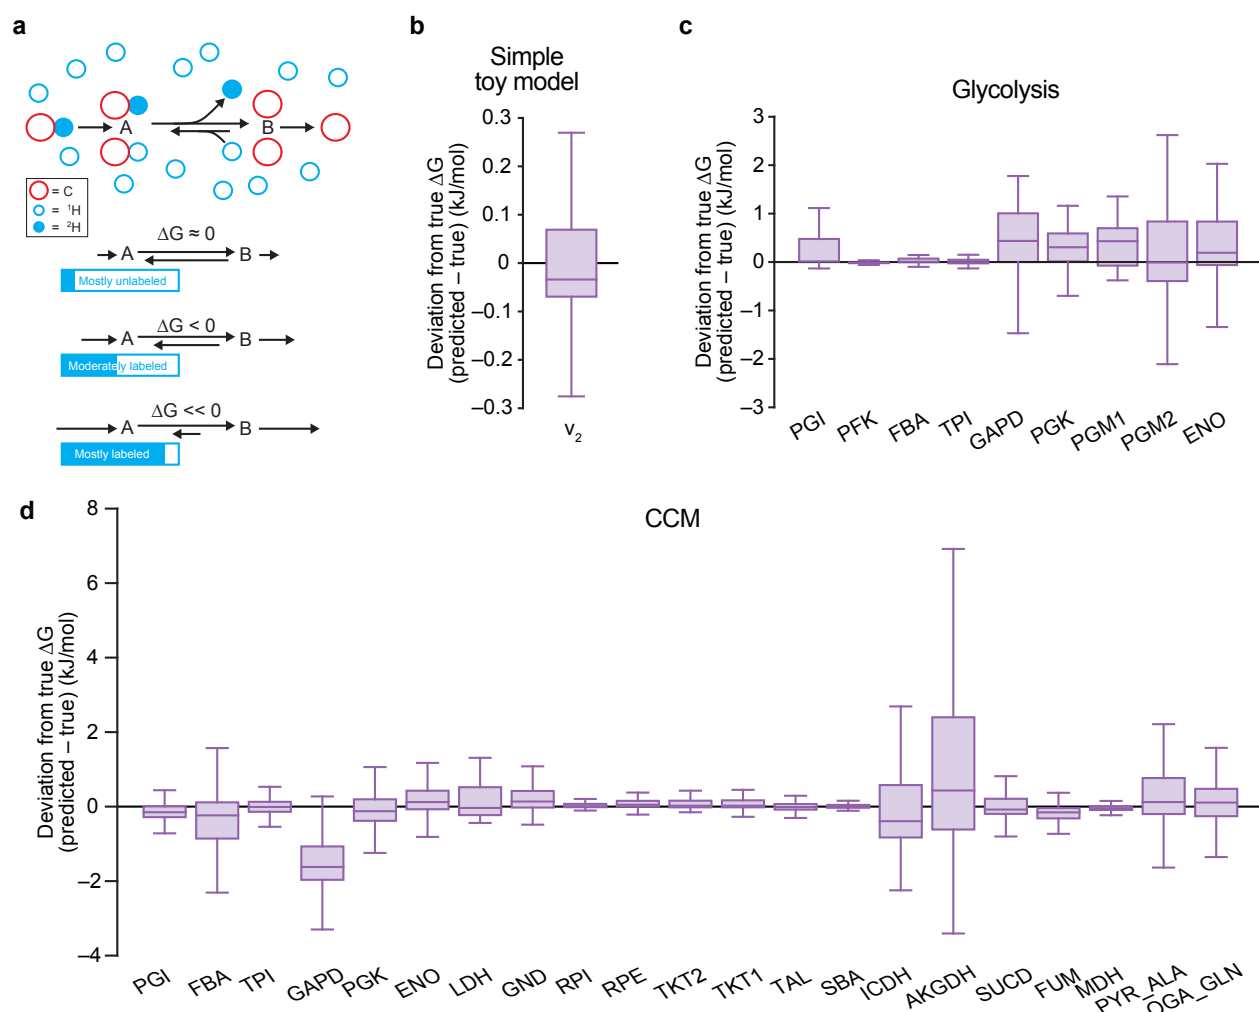 a
A
B
= C
= ¹H
= ²H
ΔG ≈ 0
A
B
Mostly unlabeled
ΔG < 0
A
B
Moderately labeled
ΔG << 0
A
B
Mostly labeled
b
Simple
toy model
Deviation from true ΔG
(predicted – true) (kJ/mol)
0.3
0.2
0.1
0
–0.1
–0.2
–0.3
v₂
c
Glycolysis
Deviation from true ΔG
(predicted – true) (kJ/mol)
3
2
1
0
–1
–2
–3
PGI
PFK
FBA
TPI
GAPD
PGK
PGM1
PGM2
ENO
d
CCM
Deviation from true ΔG
(predicted – true) (kJ/mol)
8
6
4
2
0
–2
–4
PGI
FBA
TPI
GAPD
PGK
ENO
LDH
GND
RPI
RPE
TKT2
TKT1
TAL
SBA
ICDH
AKGDH
SUCD
FUM
MDH
PYR_ALA
OGA_GLN